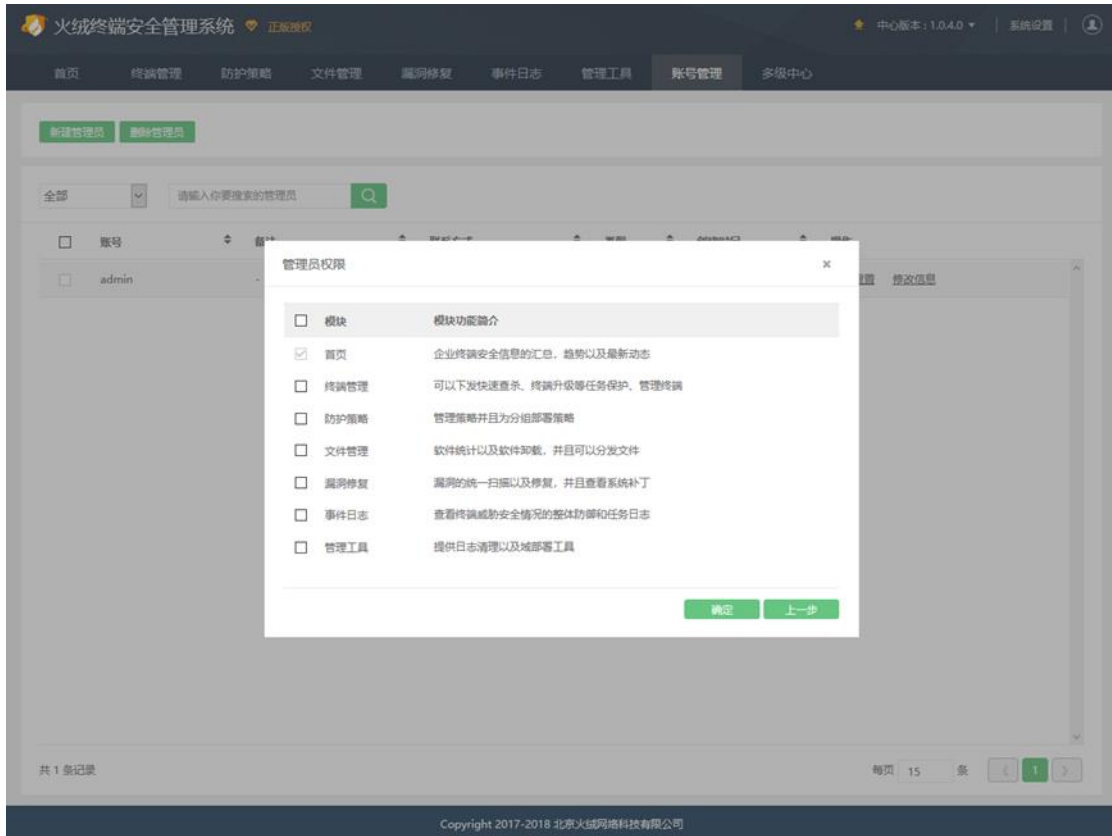 火绒终端安全管理系统 正版授权 中心版本：1.0.4.0 系统设置
首页 终端管理 防护策略 文件管理 漏洞修复 事件日志 管理工具 账号管理 多级中心
新建管理员 删除管理员
全部 请输入你要搜索的管理员
账号
admin - 修改信息
管理员权限
模块 模块功能简介
首页 企业终端安全信息的汇总、趋势以及最新动态
终端管理 可以下发快速查杀、终端升级等任务保护、管理终端
防护策略 管理策略并且为分组部署策略
文件管理 软件统计以及软件卸载，并且可以分发文件
漏洞修复 漏洞的统一扫描以及修复，并且查看系统补丁
事件日志 查看终端威胁安全情况的整体防御和任务日志
管理工具 提供日志清理以及域部署工具
确定 上一步
共 1 条记录 每页 15 条 1
Copyright 2017-2018 北京火绒网络科技有限公司